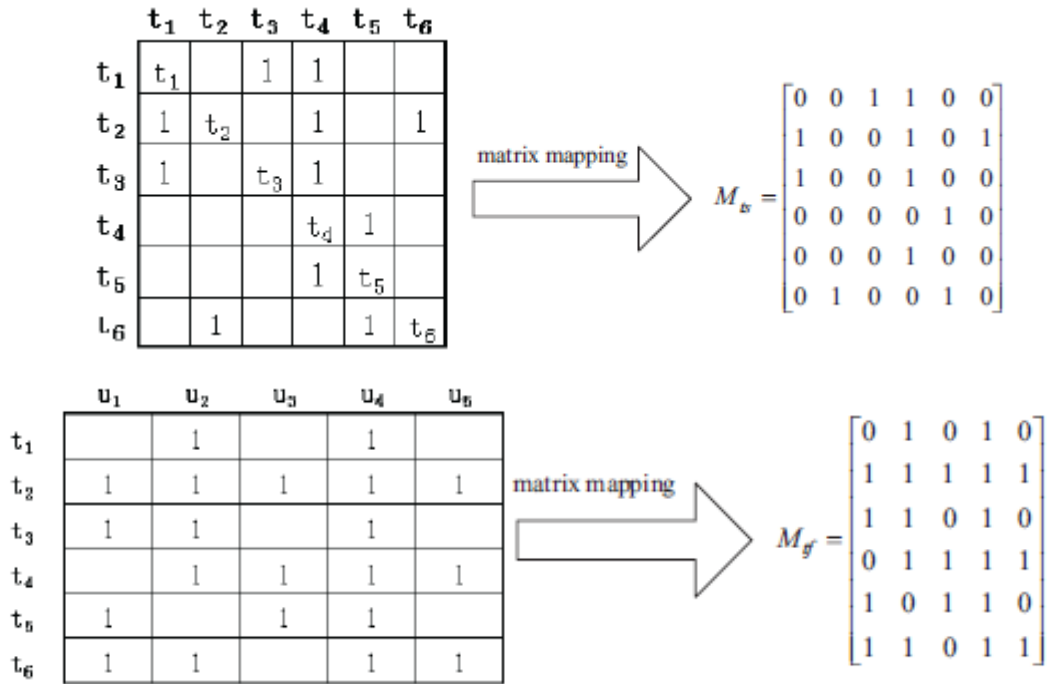 t₁ t₂ t₃ t₄ t₅ t₆
t₁ t₁ 1 1
t₂ 1 t₂ 1 1
t₃ 1 t₃ 1
t₄ t₄ 1
t₅ 1 t₅
t₆ 1 1 t₆
matrix mapping
M_ts =
0 0 1 1 0 0
1 0 0 1 0 1
1 0 0 1 0 0
0 0 0 0 1 0
0 0 0 1 0 0
0 1 0 0 1 0
u₁ u₂ u₃ u₄ u₅
t₁ 1 1
t₂ 1 1 1 1 1
t₃ 1 1 1
t₄ 1 1 1 1
t₅ 1 1 1
t₆ 1 1 1 1
matrix mapping
M_tf =
0 1 0 1 0
1 1 1 1 1
1 1 0 1 0
0 1 1 1 1
1 0 1 1 0
1 1 0 1 1